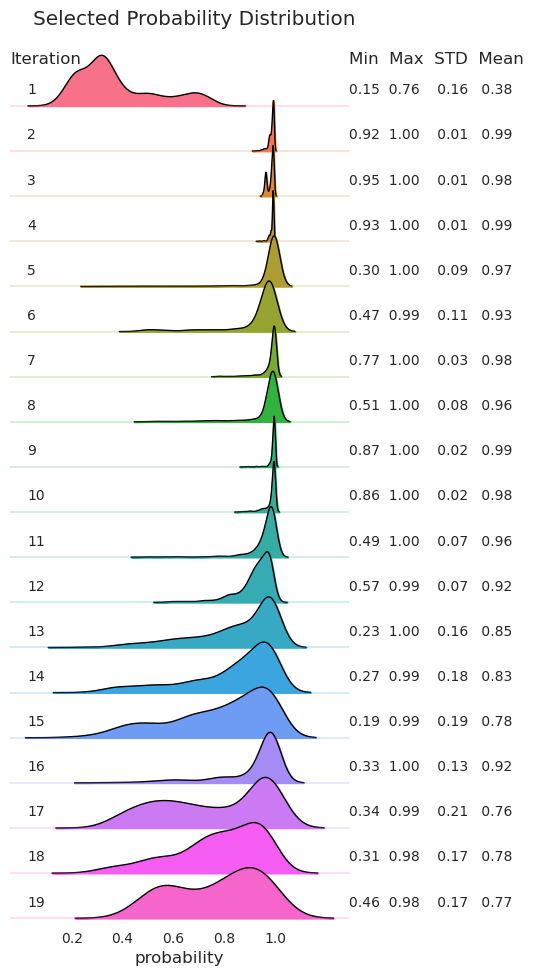 Selected Probability Distribution
Iteration Min Max STD Mean
1 0.15 0.76 0.16 0.38
2 0.92 1.00 0.01 0.99
3 0.95 1.00 0.01 0.98
4 0.93 1.00 0.01 0.99
5 0.30 1.00 0.09 0.97
6 0.47 0.99 0.11 0.93
7 0.77 1.00 0.03 0.98
8 0.51 1.00 0.08 0.96
9 0.87 1.00 0.02 0.99
10 0.86 1.00 0.02 0.98
11 0.49 1.00 0.07 0.96
12 0.57 0.99 0.07 0.92
13 0.23 1.00 0.16 0.85
14 0.27 0.99 0.18 0.83
15 0.19 0.99 0.19 0.78
16 0.33 1.00 0.13 0.92
17 0.34 0.99 0.21 0.76
18 0.31 0.98 0.17 0.78
19 0.46 0.98 0.17 0.77
0.2 0.4 0.6 0.8 1.0
probability